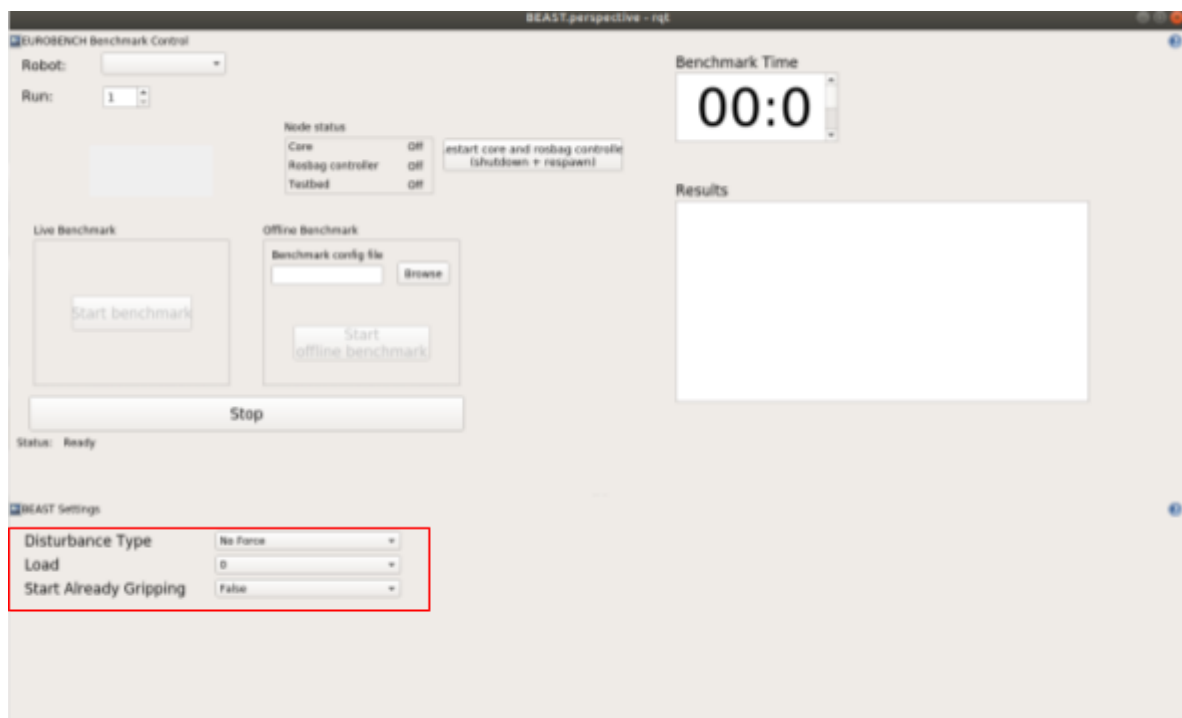 BEAST.perspective - rqt
EUROBENCH Benchmark Control
Robot:
Run:
1
Node status
Core Off
Rosbag controller Off
Testbed Off
estart core and rosbag controlle
(shutdown + respawn)
Live Benchmark
Start benchmark
Offline Benchmark
Benchmark config file
Browse
Start
offline benchmark
Stop
Status: Ready
Benchmark Time
00:0
Results
BEAST Settings
Disturbance Type No Force
Load 0
Start Already Gripping False